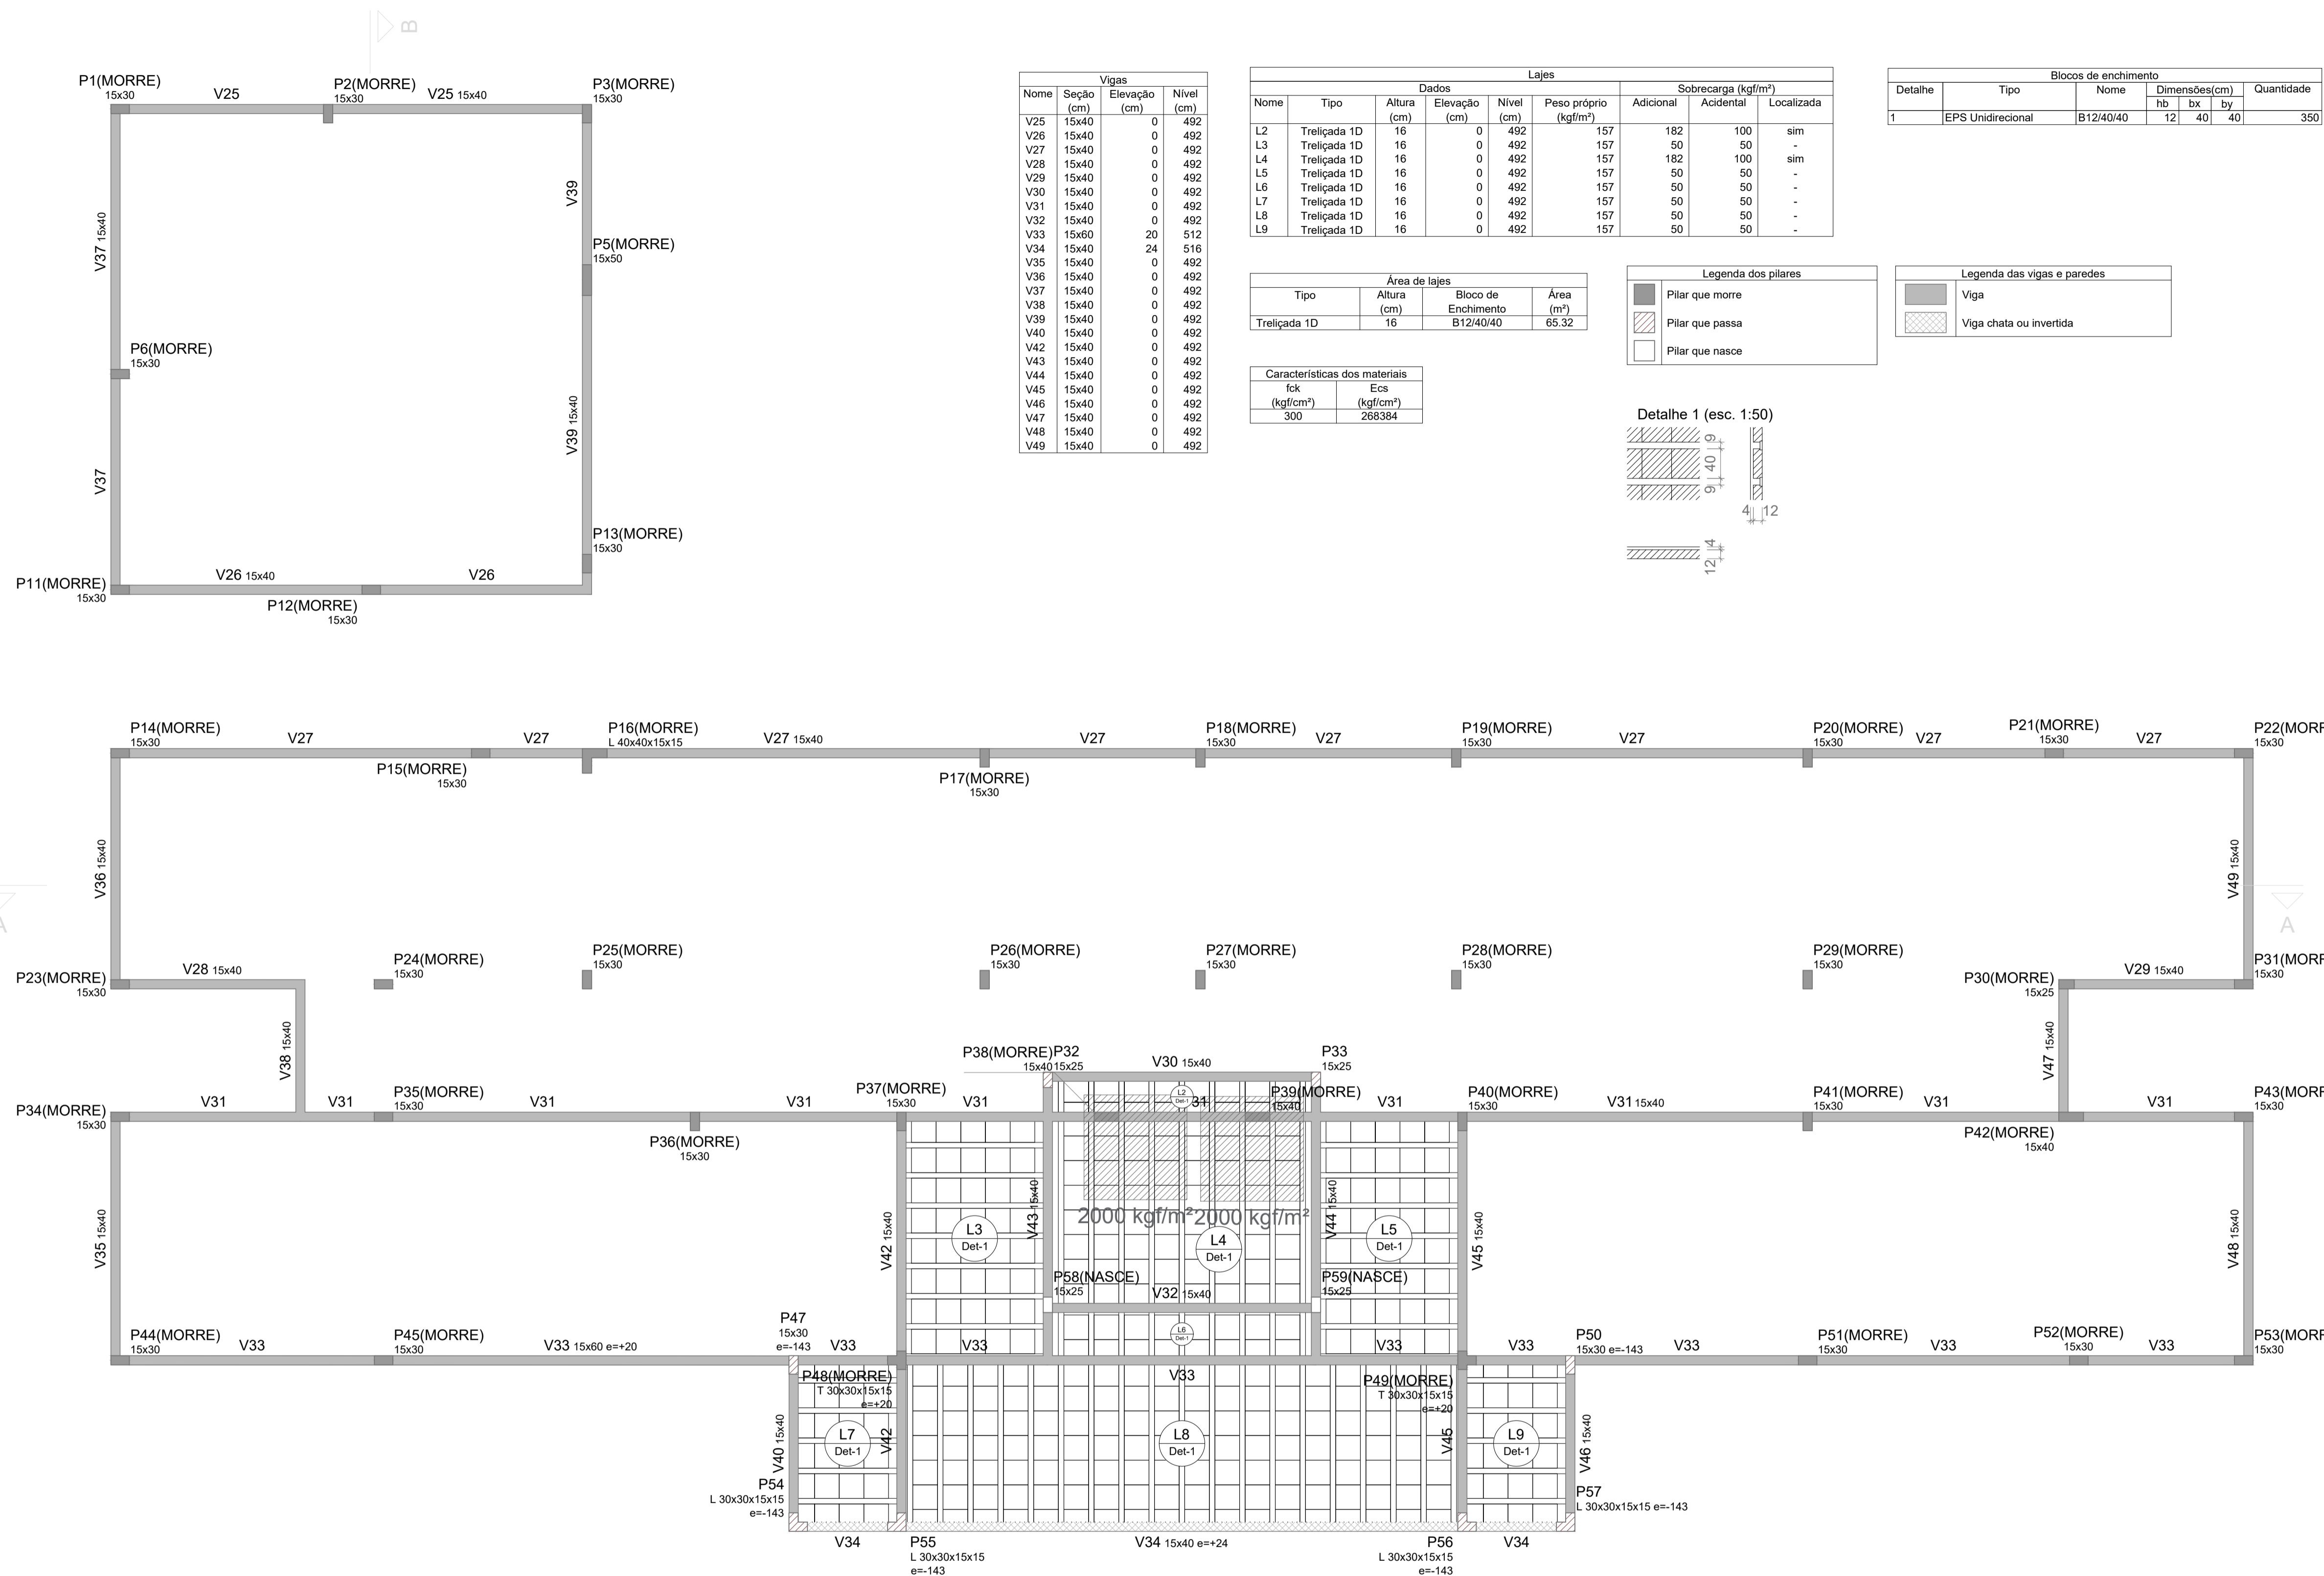 B
P1(MORRE)
15x30
V25
P2(MORRE)
15x30
V25 15x40
P3(MORRE)
15x30
V37 15x40
V39
P5(MORRE)
15x50
P6(MORRE)
15x30
V39 15x40
V37
P13(MORRE)
15x30
P11(MORRE)
15x30
V26 15x40
V26
P12(MORRE)
15x30
Vigas
Nome Seção Elevação Nível
(cm) (cm) (cm)
V25 15x40 0 492
V26 15x40 0 492
V27 15x40 0 492
V28 15x40 0 492
V29 15x40 0 492
V30 15x40 0 492
V31 15x40 0 492
V32 15x40 0 492
V33 15x60 20 512
V34 15x40 24 516
V35 15x40 0 492
V36 15x40 0 492
V37 15x40 0 492
V38 15x40 0 492
V39 15x40 0 492
V40 15x40 0 492
V42 15x40 0 492
V43 15x40 0 492
V44 15x40 0 492
V45 15x40 0 492
V46 15x40 0 492
V47 15x40 0 492
V48 15x40 0 492
V49 15x40 0 492
Lajes
Dados Sobrecarga (kgf/m²)
Nome Tipo Altura Elevação Nível Peso próprio Adicional Acidental Localizada
(cm) (cm) (cm) (kgf/m²)
L2 Treliçada 1D 16 0 492 157 182 100 sim
L3 Treliçada 1D 16 0 492 157 50 50 -
L4 Treliçada 1D 16 0 492 157 182 100 sim
L5 Treliçada 1D 16 0 492 157 50 50 -
L6 Treliçada 1D 16 0 492 157 50 50 -
L7 Treliçada 1D 16 0 492 157 50 50 -
L8 Treliçada 1D 16 0 492 157 50 50 -
L9 Treliçada 1D 16 0 492 157 50 50 -
Blocos de enchimento
Detalhe Tipo Nome Dimensões(cm) Quantidade
hb bx by
1 EPS Unidirecional B12/40/40 12 40 40 350
Área de lajes
Tipo Altura Bloco de Área
(cm) Enchimento (m²)
Treliçada 1D 16 B12/40/40 65.32
Legenda dos pilares
Pilar que morre
Pilar que passa
Pilar que nasce
Legenda das vigas e paredes
Viga
Viga chata ou invertida
Características dos materiais
fck Ecs
(kgf/cm²) (kgf/cm²)
300 268384
Detalhe 1 (esc. 1:50)
9
40
9
4 12
4
12
P14(MORRE)
15x30
V27
V27
P16(MORRE)
L 40x40x15x15
V27 15x40
V27
P18(MORRE)
15x30
V27
P19(MORRE)
15x30
V27
P20(MORRE)
15x30
V27
P21(MORRE)
15x30
V27
P22(MORR
15x30
P15(MORRE)
15x30
P17(MORRE)
15x30
V36 15x40
V49 15x40
A
A
P23(MORRE)
15x30
V28 15x40
P24(MORRE)
15x30
P25(MORRE)
15x30
P26(MORRE)
15x30
P27(MORRE)
15x30
P28(MORRE)
15x30
P29(MORRE)
15x30
P30(MORRE)
15x25
V29 15x40
P31(MORR
15x30
V38 15x40
V47 15x40
P38(MORRE)
15x40
P32
15x25
V30 15x40
P33
15x25
P34(MORRE)
15x30
V31
V31
P35(MORRE)
15x30
V31
P36(MORRE)
15x30
V31
P37(MORRE)
15x30
V31
L2
Det-1
31
P39(MORRE)
15x40
V31
P40(MORRE)
15x30
V31 15x40
P41(MORRE)
15x30
V31
P42(MORRE)
15x40
V31
P43(MORR
15x30
V35 15x40
V42 15x40
L3
Det-1
V43 15x40
2000 kgf/m²
2000 kgf/m²
L4
Det-1
V44 15x40
L5
Det-1
V45 15x40
V48 15x40
P58(NASCE)
15x25
V32 15x40
P59(NASCE)
15x25
P44(MORRE)
15x30
V33
P45(MORRE)
15x30
V33 15x60 e=+20
P47
15x30
e=-143
V33
V33
L6
Det-1
V33
V33
V33
P50
15x30 e=-143
V33
P51(MORRE)
15x30
V33
P52(MORRE)
15x30
V33
P53(MORR
15x30
P48(MORRE)
T 30x30x15x15
e=+20
P49(MORRE)
T 30x30x15x15
e=+20
V40 15x40
L7
Det-1
V42
L8
Det-1
V45
L9
Det-1
V46 15x40
P54
L 30x30x15x15
e=-143
P57
L 30x30x15x15 e=-143
V34
P55
L 30x30x15x15
e=-143
V34 15x40 e=+24
P56
L 30x30x15x15
e=-143
V34